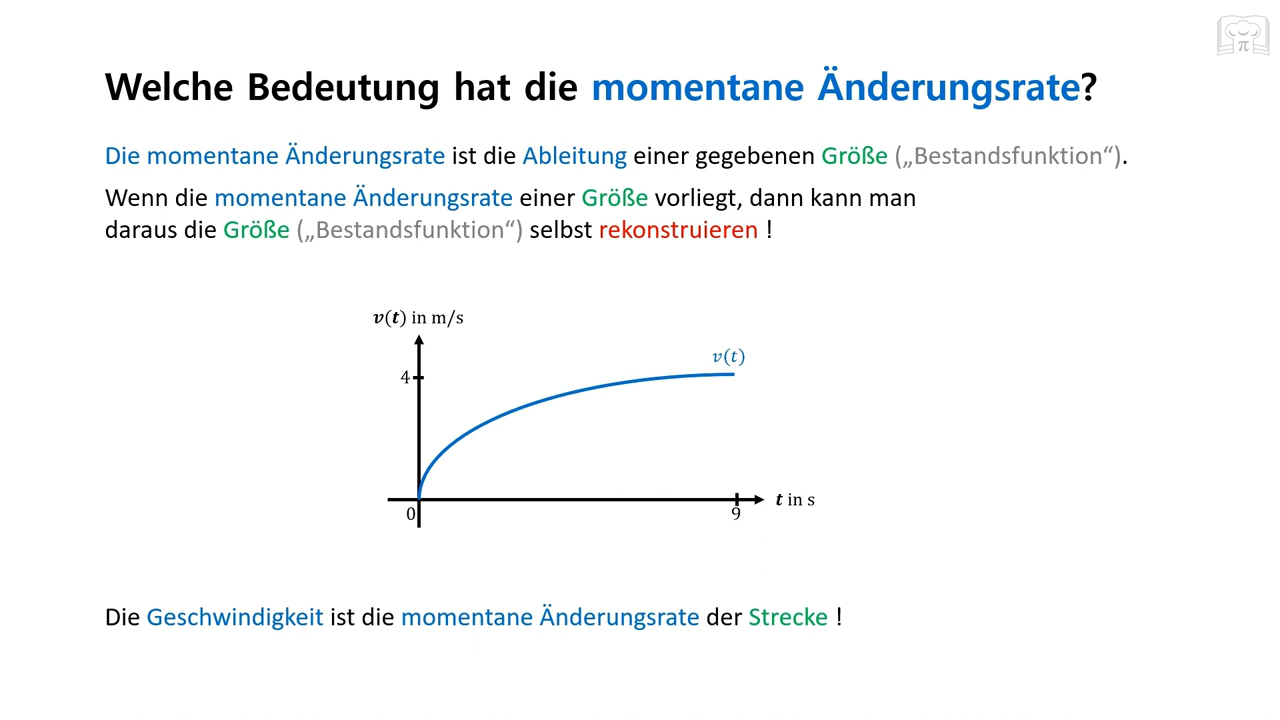 Welche Bedeutung hat die momentane Änderungsrate?
Die momentane Änderungsrate ist die Ableitung einer gegebenen Größe („Bestandsfunktion“).
Wenn die momentane Änderungsrate einer Größe vorliegt, dann kann man
daraus die Größe („Bestandsfunktion“) selbst rekonstruieren !
v(t) in m/s
v(t)
4
t in s
0
9
Die Geschwindigkeit ist die momentane Änderungsrate der Strecke !
π